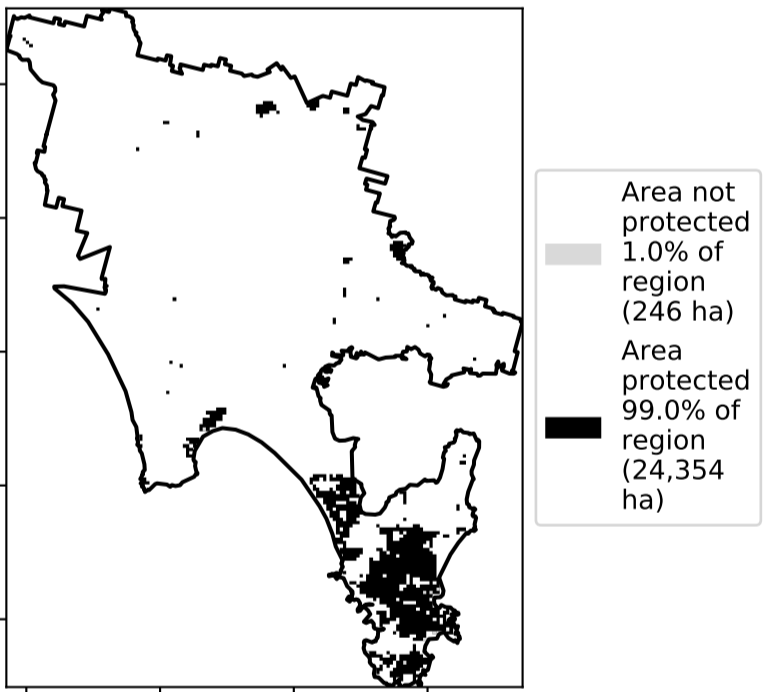 Area not
protected
1.0% of
region
(246 ha)
Area
protected
99.0% of
region
(24,354
ha)